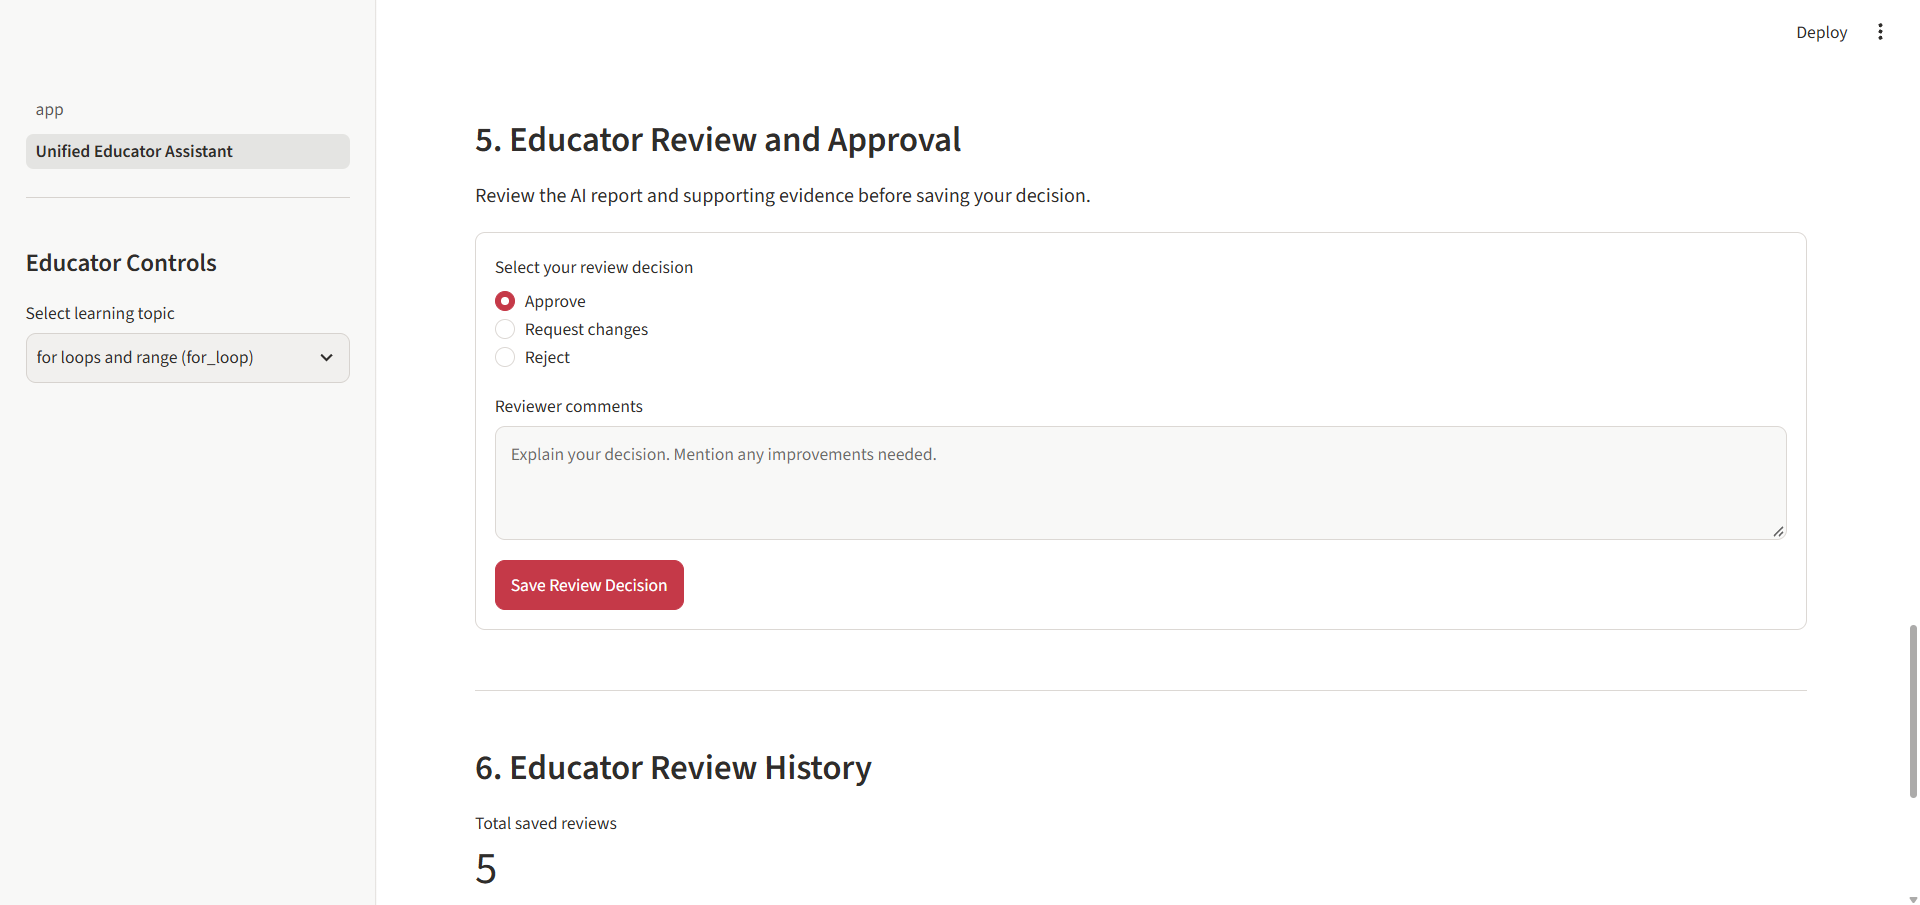 Deploy
app
Unified Educator Assistant
Educator Controls
Select learning topic
for loops and range (for_loop)
5. Educator Review and Approval
Review the AI report and supporting evidence before saving your decision.
Select your review decision
Approve
Request changes
Reject
Reviewer comments
Explain your decision. Mention any improvements needed.
Save Review Decision
6. Educator Review History
Total saved reviews
5